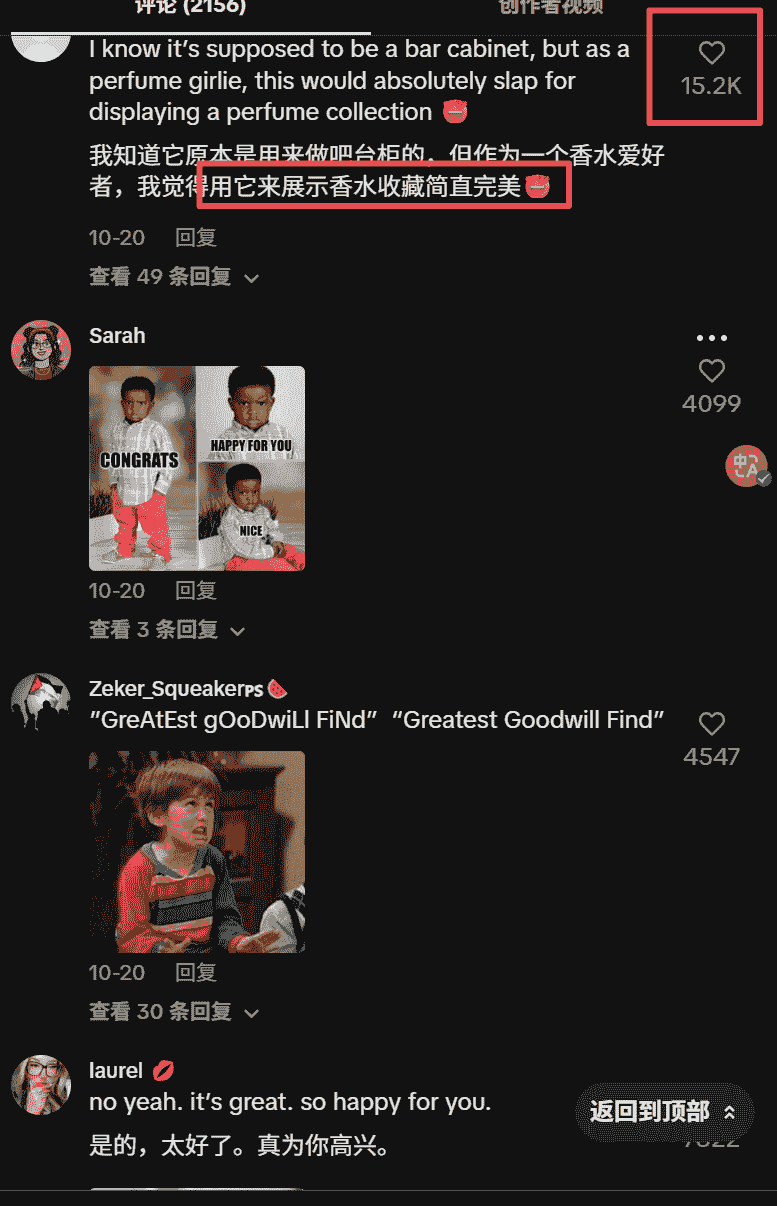 评论 (2156)
创作者视频
I know it's supposed to be a bar cabinet, but as a
perfume girlie, this would absolutely slap for
displaying a perfume collection
15.2K
我知道它原本是用来做吧台柜的，但作为一个香水爱好
者，我觉得用它来展示香水收藏简直完美
10-20 回复
查看 49 条回复
Sarah
4099
CONGRATS
HAPPY FOR YOU
NICE
中A
10-20 回复
查看 3 条回复
Zeker_SqueakerPS
“GreAtEst gOoDwiLl FiNd” “Greatest Goodwill Find”
4547
10-20 回复
查看 30 条回复
laurel
no yeah. it's great. so happy for you.
返回到顶部
是的，太好了。真为你高兴。